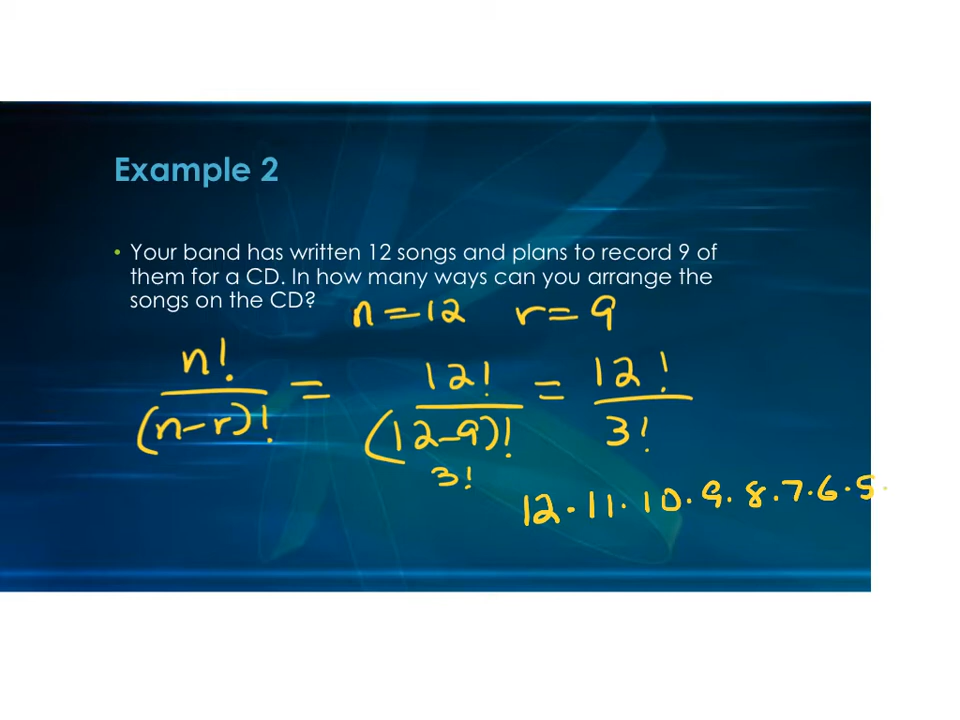 Example 2
• Your band has written 12 songs and plans to record 9 of
them for a CD. In how many ways can you arrange the
songs on the CD?
n=12 r=9
n!/(n-r)! = 12!/(12-9)! = 12!/3!
3!
12·11·10·9·8·7·6·5·